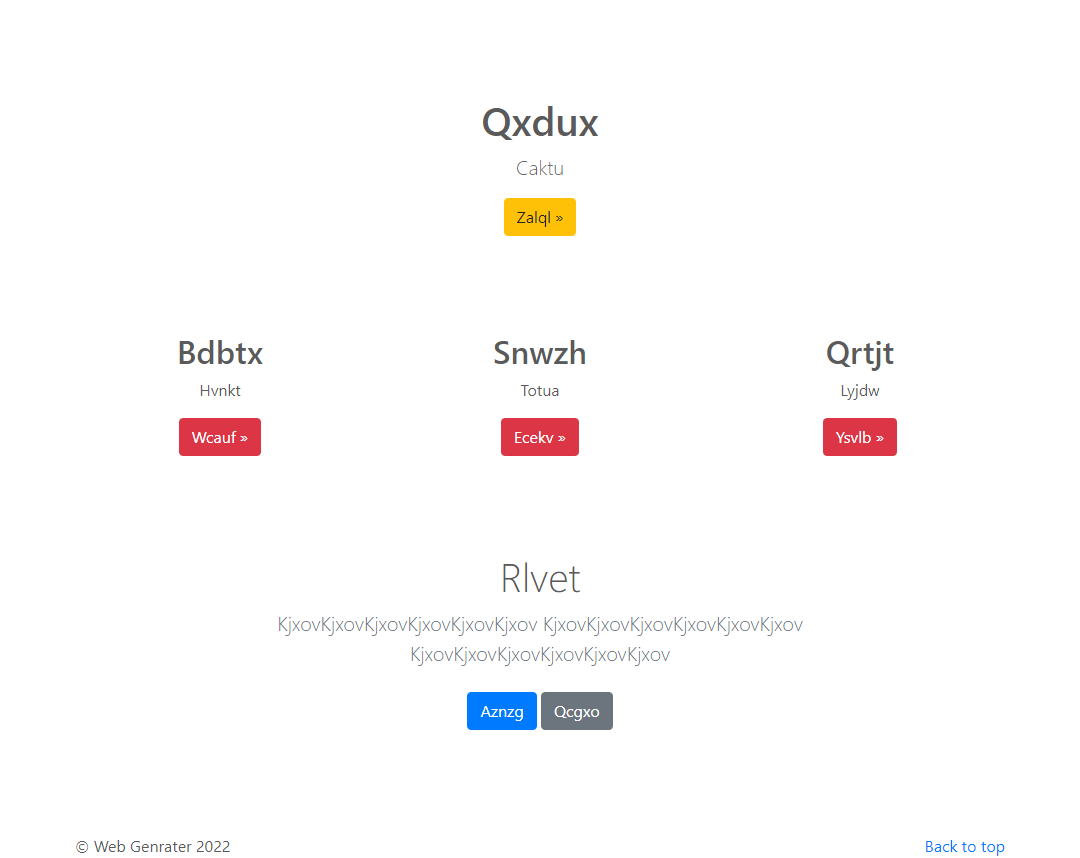 Qxdux
Caktu
Zalql »
Bdbtx
Hvnkt
Wcauf »
Snwzh
Totua
Ecekv »
Qrtjt
Lyjdw
Ysvlb »
Rlvet
KjxovKjxovKjxovKjxovKjxovKjxov KjxovKjxovKjxovKjxovKjxovKjxov
KjxovKjxovKjxovKjxovKjxovKjxov
Aznzg Qcgxo
© Web Genrater 2022
Back to top